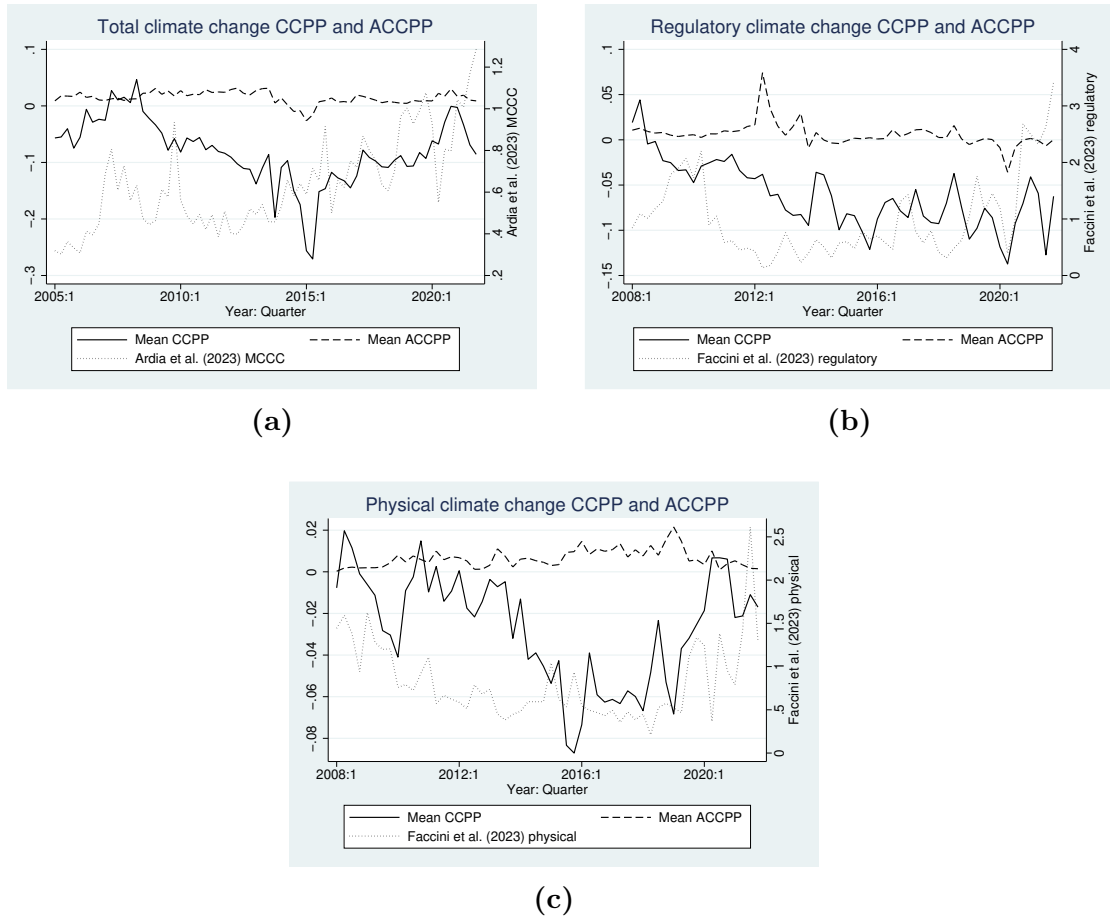 Total climate change CCPP and ACCPP
.1
0
−.1
−.2
−.3
1.2
1
.8
.6
.4
.2
Ardia et al. (2023) MCCC
2005:1 2010:1 2015:1 2020:1
Year: Quarter
Mean CCPP Mean ACCPP
Ardia et al. (2023) MCCC
(a)
Regulatory climate change CCPP and ACCPP
.1
.05
0
−.05
−.1
−.15
4
3
2
1
0
Faccini et al. (2023) regulatory
2008:1 2012:1 2016:1 2020:1
Year: Quarter
Mean CCPP Mean ACCPP
Faccini et al. (2023) regulatory
(b)
Physical climate change CCPP and ACCPP
.02
0
−.02
−.04
−.06
−.08
2.5
2
1.5
1
.5
0
Faccini et al. (2023) physical
2008:1 2012:1 2016:1 2020:1
Year: Quarter
Mean CCPP Mean ACCPP
Faccini et al. (2023) physical
(c)